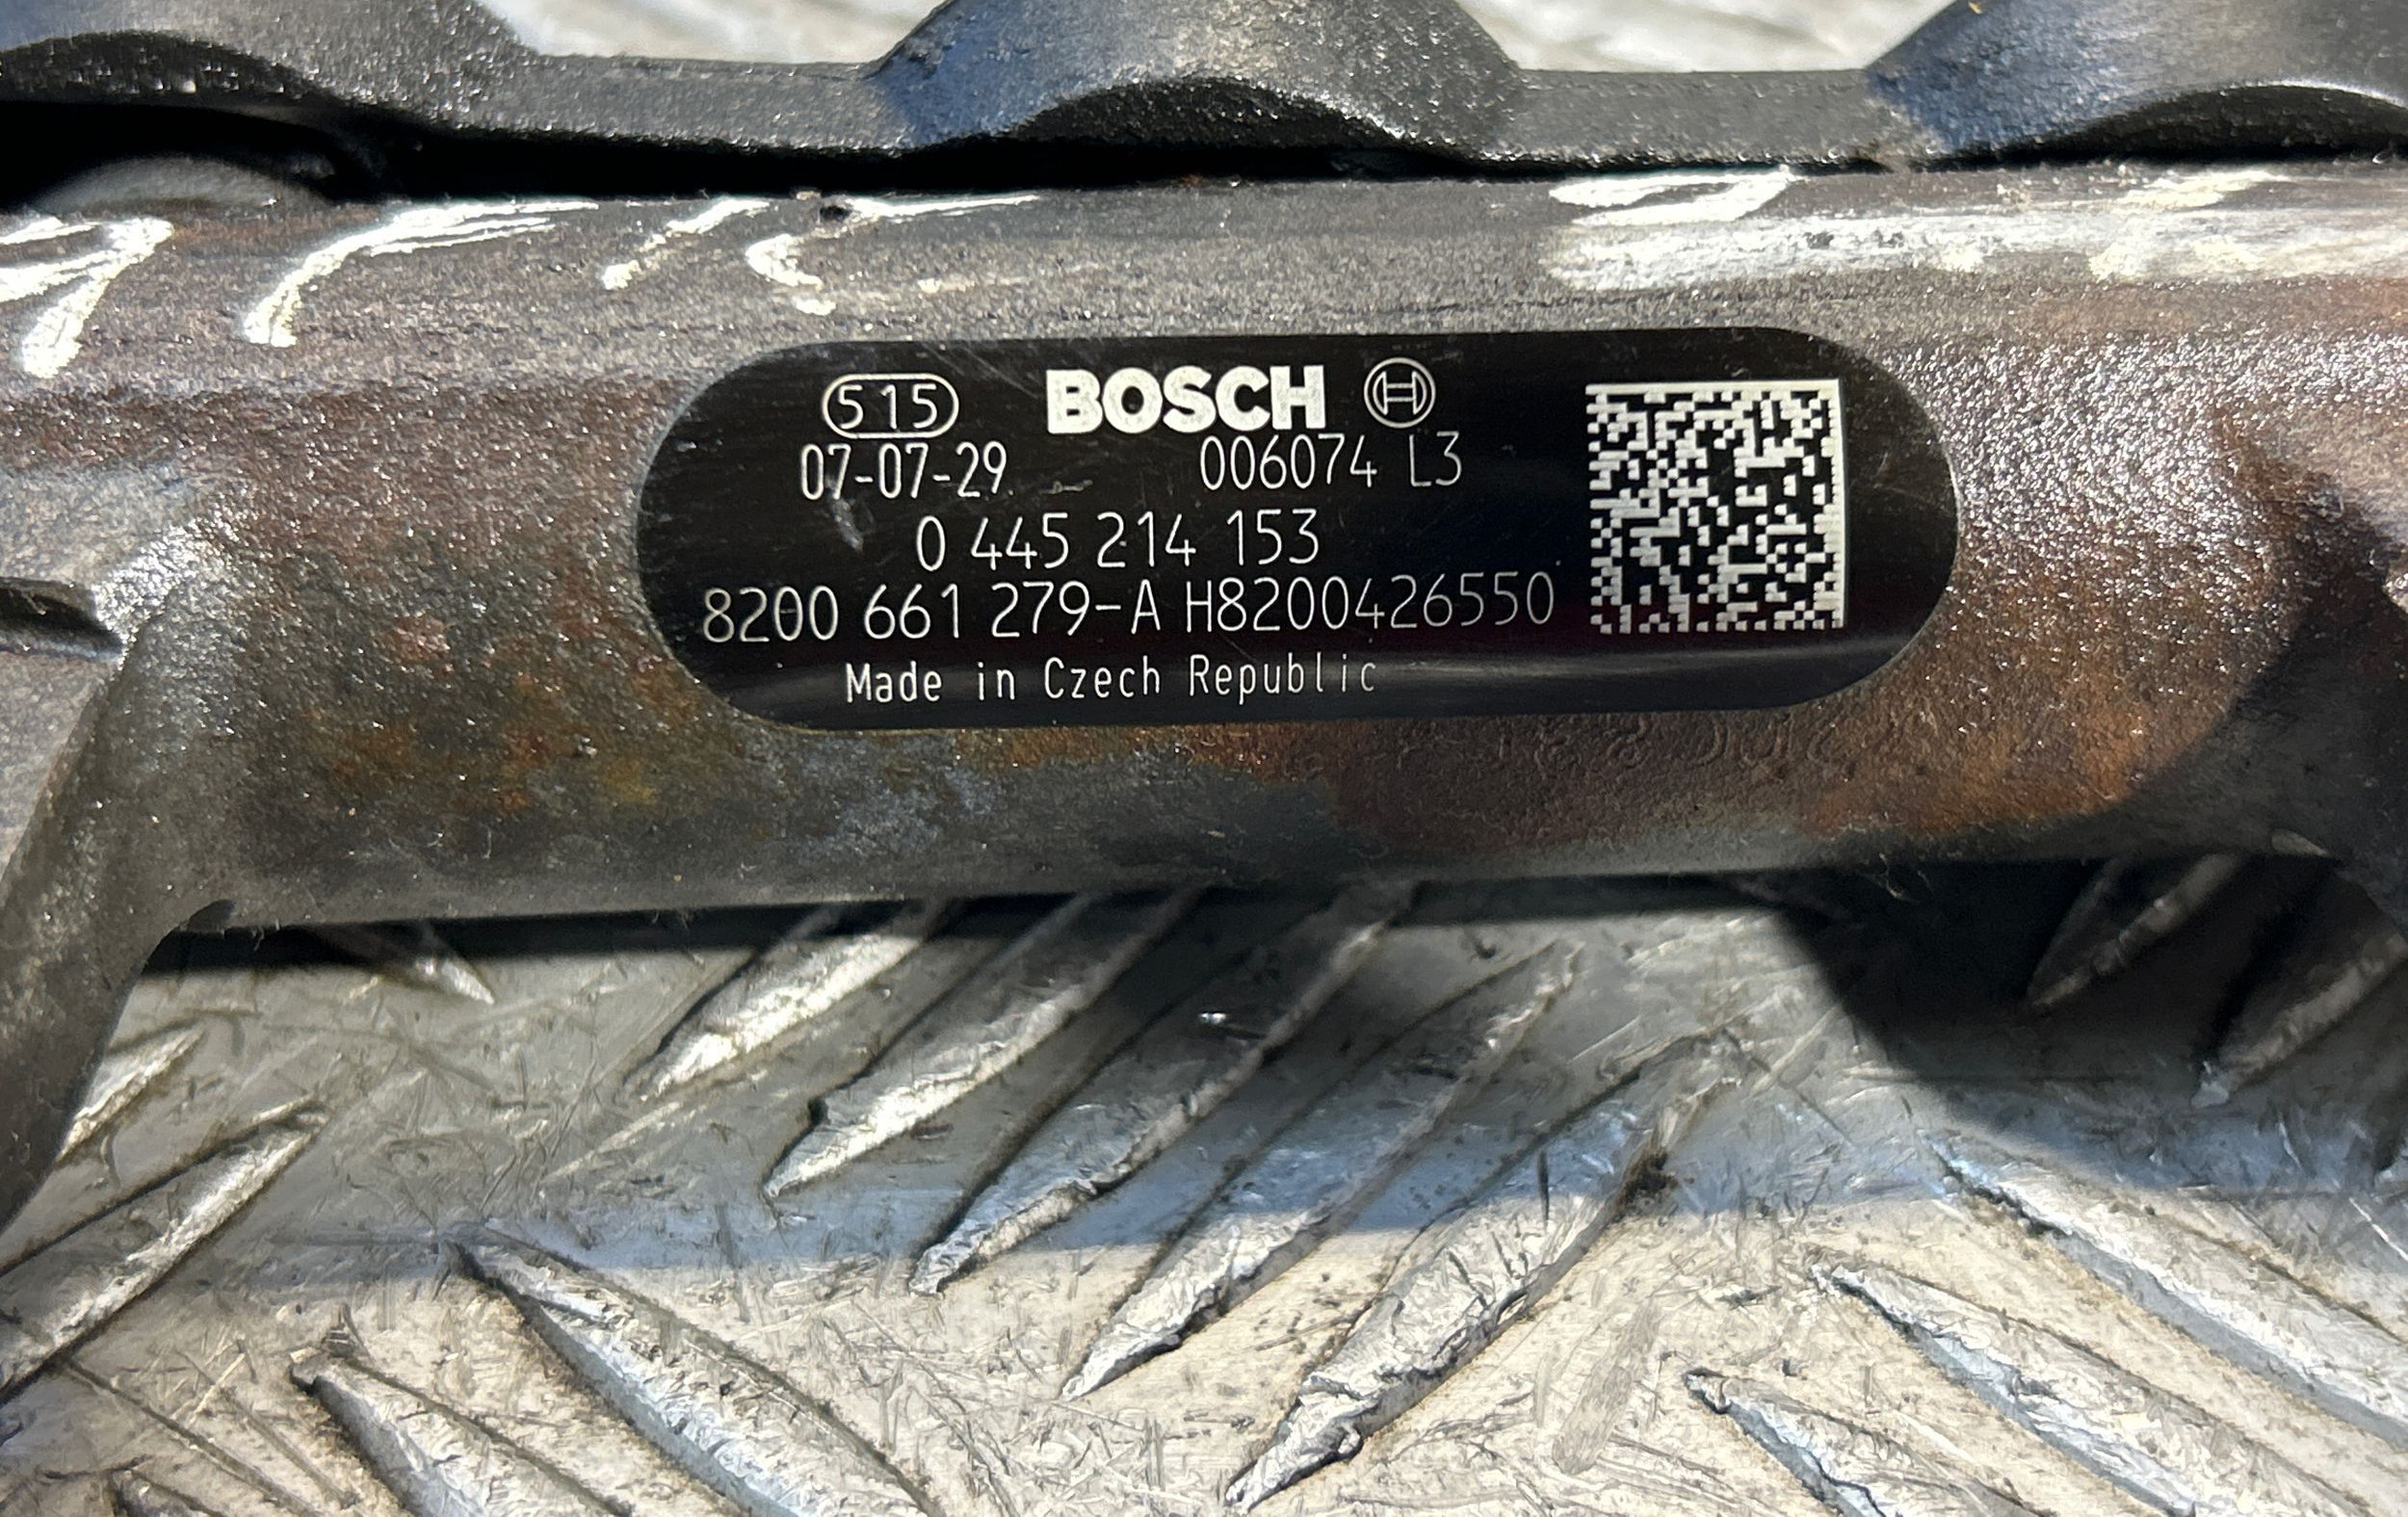 515 BOSCH
07-07-29 006074 L3
0 445 214 153
8200 661 279-A H8200426550
Made in Czech Republic